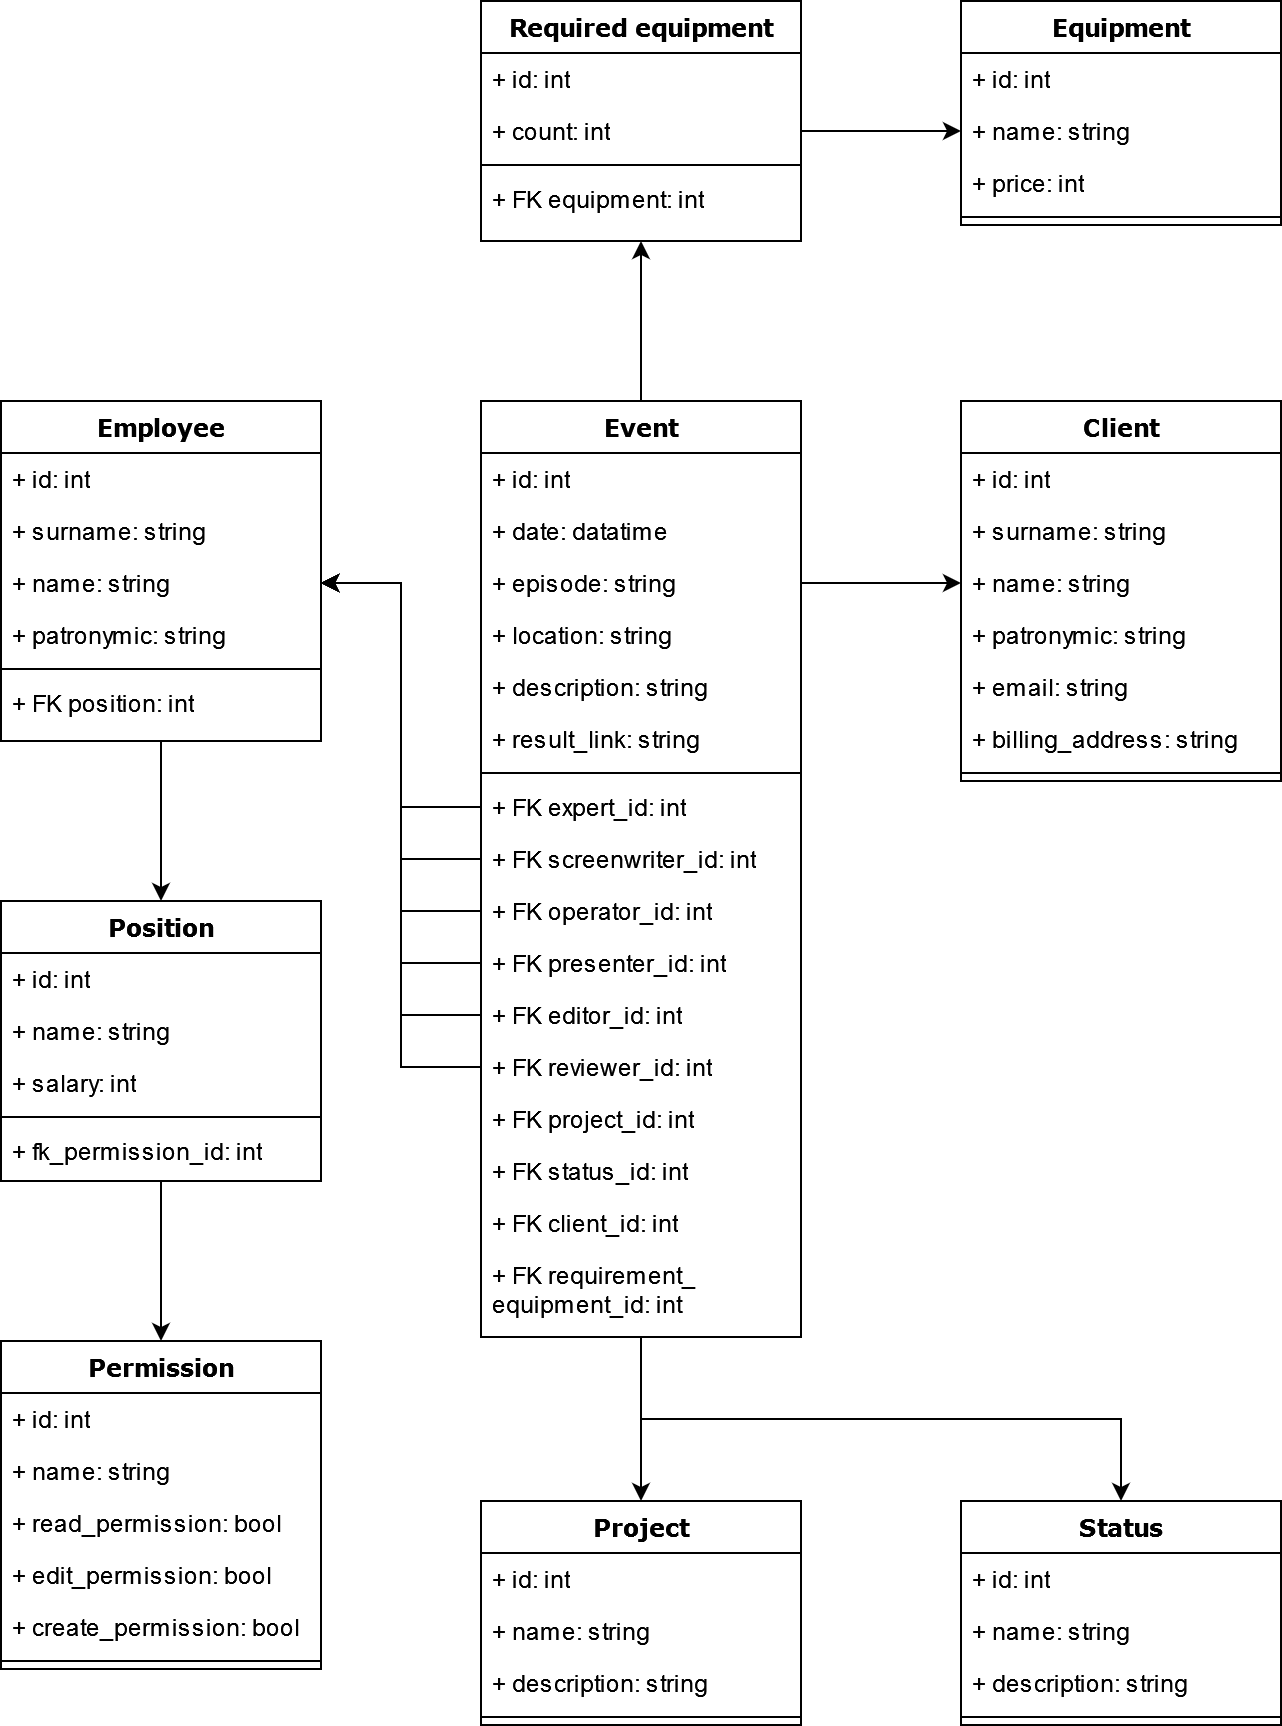 Required equipment
+ id: int
+ count: int
+ FK equipment: int
Equipment
+ id: int
+ name: string
+ price: int
Employee
+ id: int
+ surname: string
+ name: string
+ patronymic: string
+ FK position: int
Event
+ id: int
+ date: datatime
+ episode: string
+ location: string
+ description: string
+ result_link: string
+ FK expert_id: int
+ FK screenwriter_id: int
+ FK operator_id: int
+ FK presenter_id: int
+ FK editor_id: int
+ FK reviewer_id: int
+ FK project_id: int
+ FK status_id: int
+ FK client_id: int
+ FK requirement_
equipment_id: int
Client
+ id: int
+ surname: string
+ name: string
+ patronymic: string
+ email: string
+ billing_address: string
Position
+ id: int
+ name: string
+ salary: int
+ fk_permission_id: int
Permission
+ id: int
+ name: string
+ read_permission: bool
+ edit_permission: bool
+ create_permission: bool
Project
+ id: int
+ name: string
+ description: string
Status
+ id: int
+ name: string
+ description: string